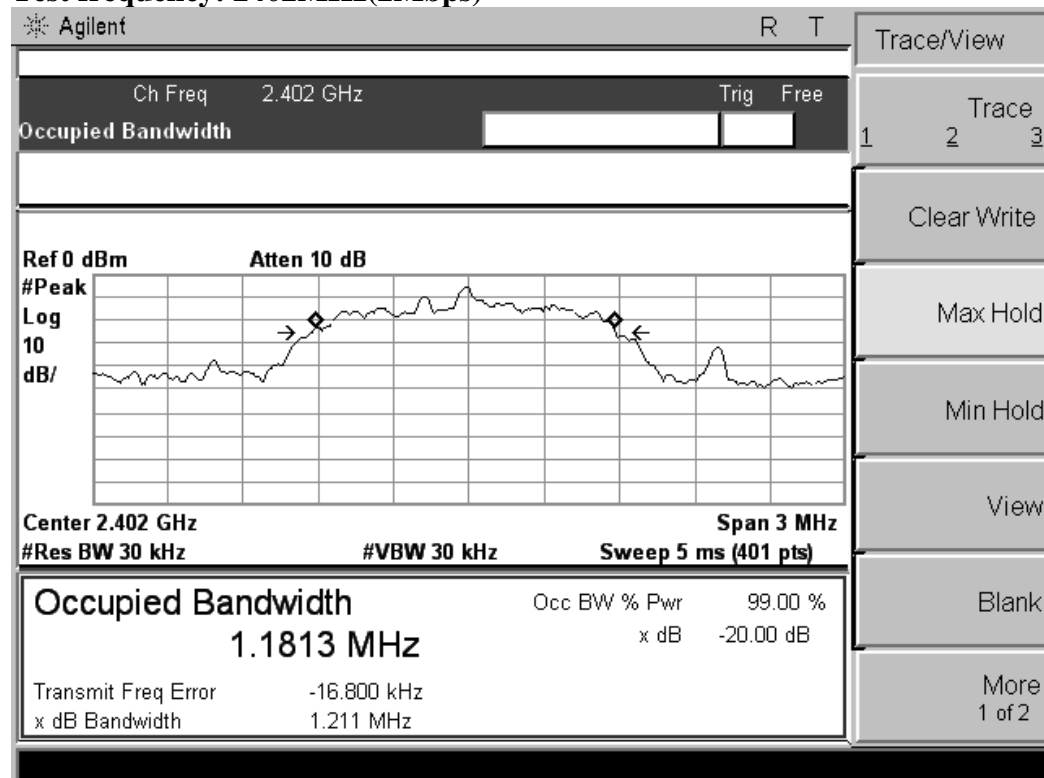 Agilent R T
Trace/View
Ch Freq 2.402 GHz Trig Free
Occupied Bandwidth
Trace
1 2 3
Clear Write
Ref 0 dBm Atten 10 dB
#Peak
Log
10
dB/
Max Hold
Min Hold
View
Center 2.402 GHz Span 3 MHz
#Res BW 30 kHz #VBW 30 kHz Sweep 5 ms (401 pts)
Occupied Bandwidth Occ BW % Pwr 99.00 %
1.1813 MHz x dB -20.00 dB
Blank
Transmit Freq Error -16.800 kHz
x dB Bandwidth 1.211 MHz
More
1 of 2